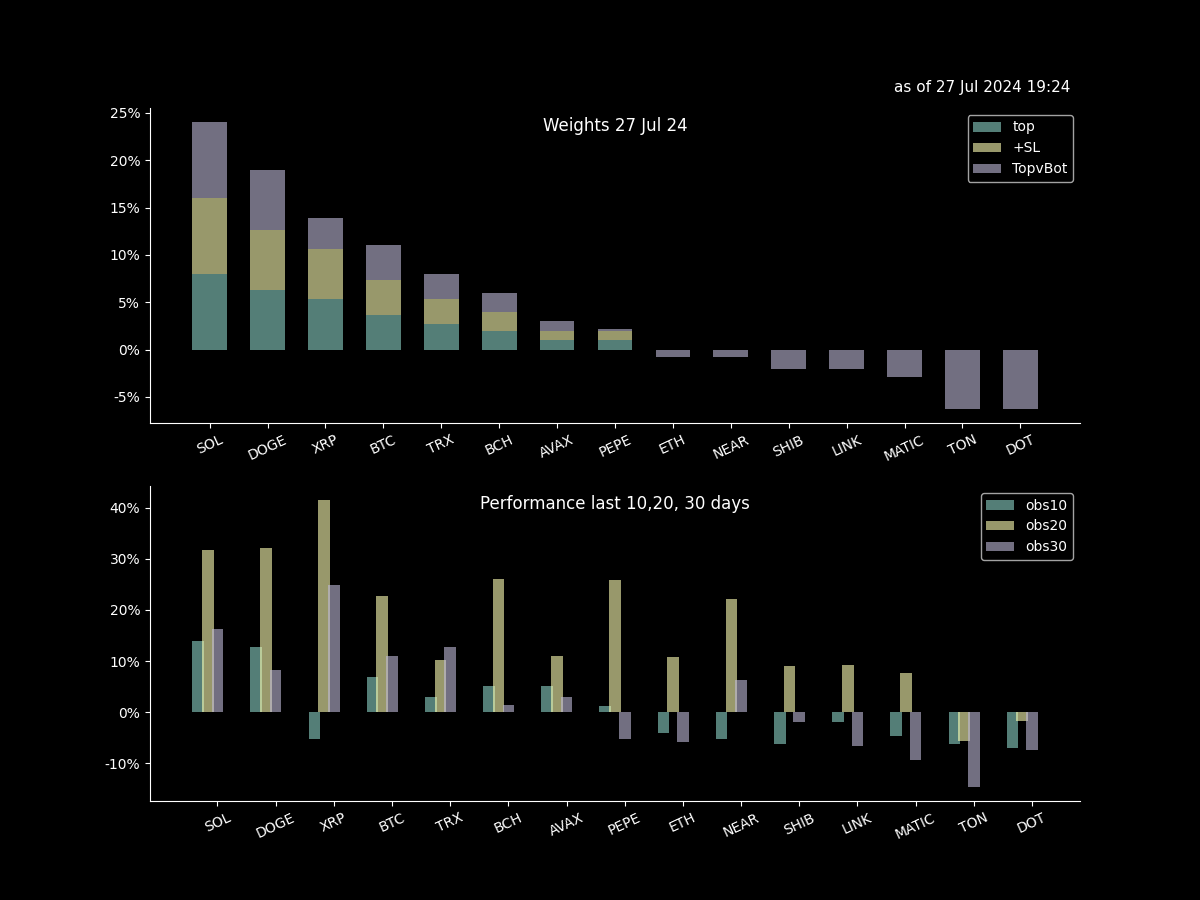 as of 27 Jul 2024 19:24
Weights 27 Jul 24
top
+SL
TopvBot
25%
20%
15%
10%
5%
0%
-5%
SOL DOGE XRP BTC TRX BCH AVAX PEPE ETH NEAR SHIB LINK MATIC TON DOT
Performance last 10,20, 30 days
obs10
obs20
obs30
40%
30%
20%
10%
0%
-10%
SOL DOGE XRP BTC TRX BCH AVAX PEPE ETH NEAR SHIB LINK MATIC TON DOT